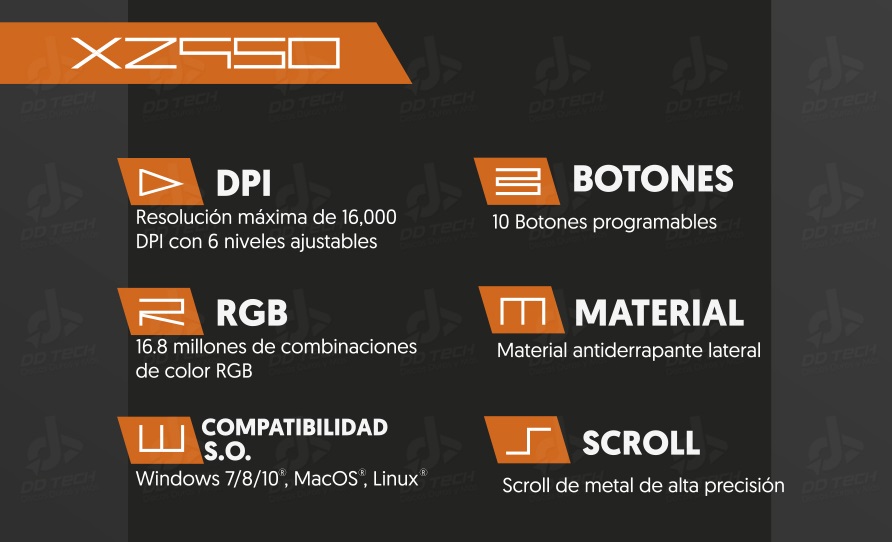 XZ950
DPI
Resolución máxima de 16,000
DPI con 6 niveles ajustables
BOTONES
10 Botones programables
RGB
16.8 millones de combinaciones
de color RGB
MATERIAL
Material antiderrapante lateral
COMPATIBILIDAD
S.O.
Windows 7/8/10®, MacOS®, Linux®
SCROLL
Scroll de metal de alta precisión
DD TECH